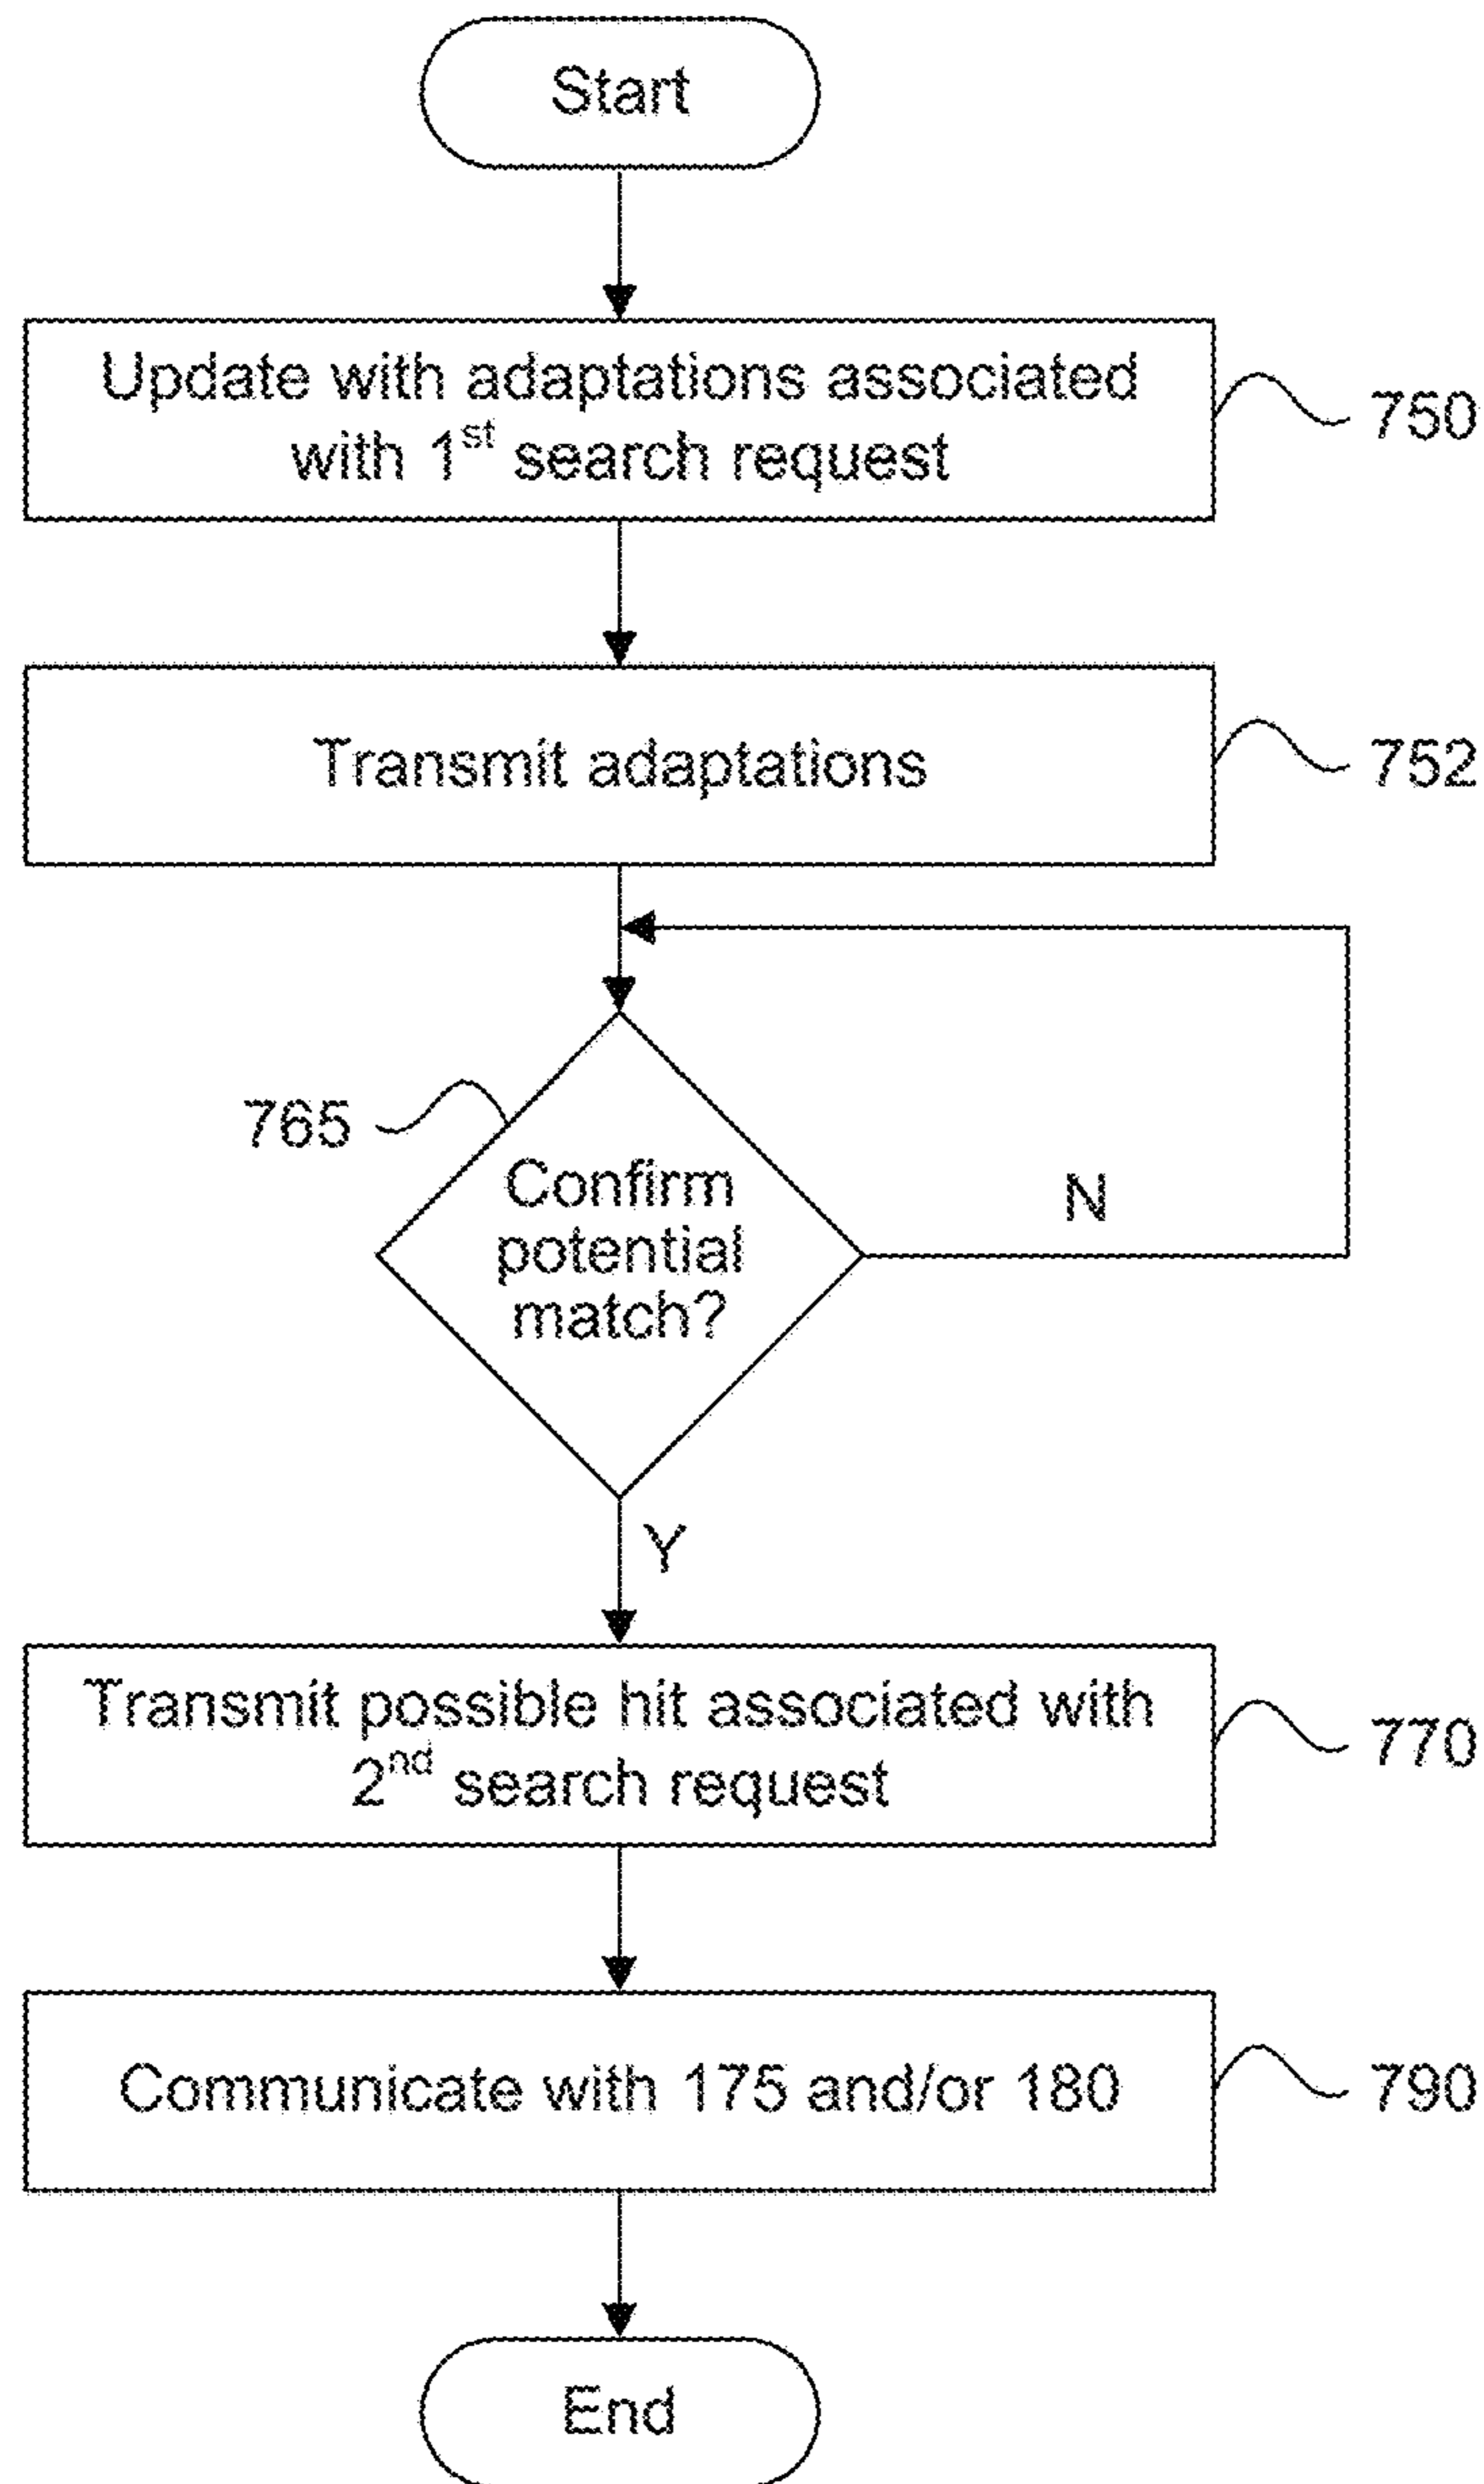 Start
Update with adaptations associated
with 1st search request
750
Transmit adaptations
752
765
Confirm
potential
match?
N
Y
Transmit possible hit associated with
2nd search request
770
Communicate with 175 and/or 180
790
End